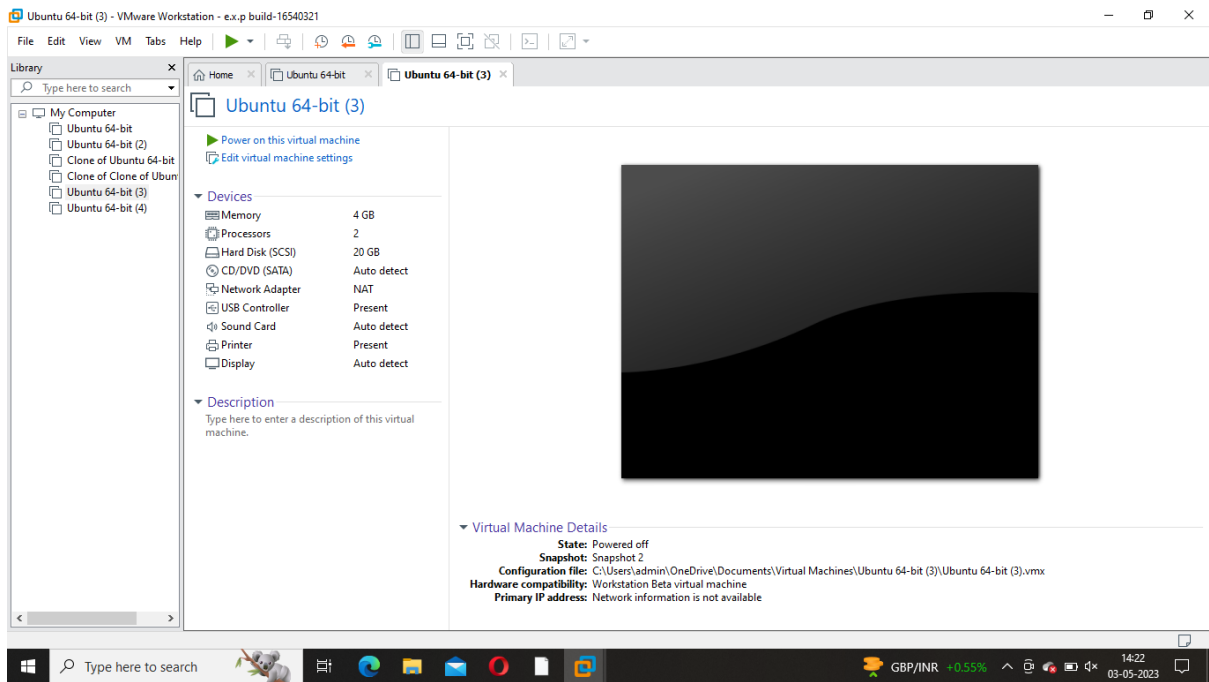 Ubuntu 64-bit (3) - VMware Workstation - e.x.p build-16540321
File Edit View VM Tabs Help
Library
Type here to search
My Computer
Ubuntu 64-bit
Ubuntu 64-bit (2)
Clone of Ubuntu 64-bit
Clone of Clone of Ubun
Ubuntu 64-bit (3)
Ubuntu 64-bit (4)
Home Ubuntu 64-bit Ubuntu 64-bit (3)
Ubuntu 64-bit (3)
Power on this virtual machine
Edit virtual machine settings
Devices
Memory 4 GB
Processors 2
Hard Disk (SCSI) 20 GB
CD/DVD (SATA) Auto detect
Network Adapter NAT
USB Controller Present
Sound Card Auto detect
Printer Present
Display Auto detect
Description
Type here to enter a description of this virtual
machine.
Virtual Machine Details
State: Powered off
Snapshot: Snapshot 2
Configuration file: C:\Users\admin\OneDrive\Documents\Virtual Machines\Ubuntu 64-bit (3)\Ubuntu 64-bit (3).vmx
Hardware compatibility: Workstation Beta virtual machine
Primary IP address: Network information is not available
Type here to search
GBP/INR +0.55%
14:22
03-05-2023